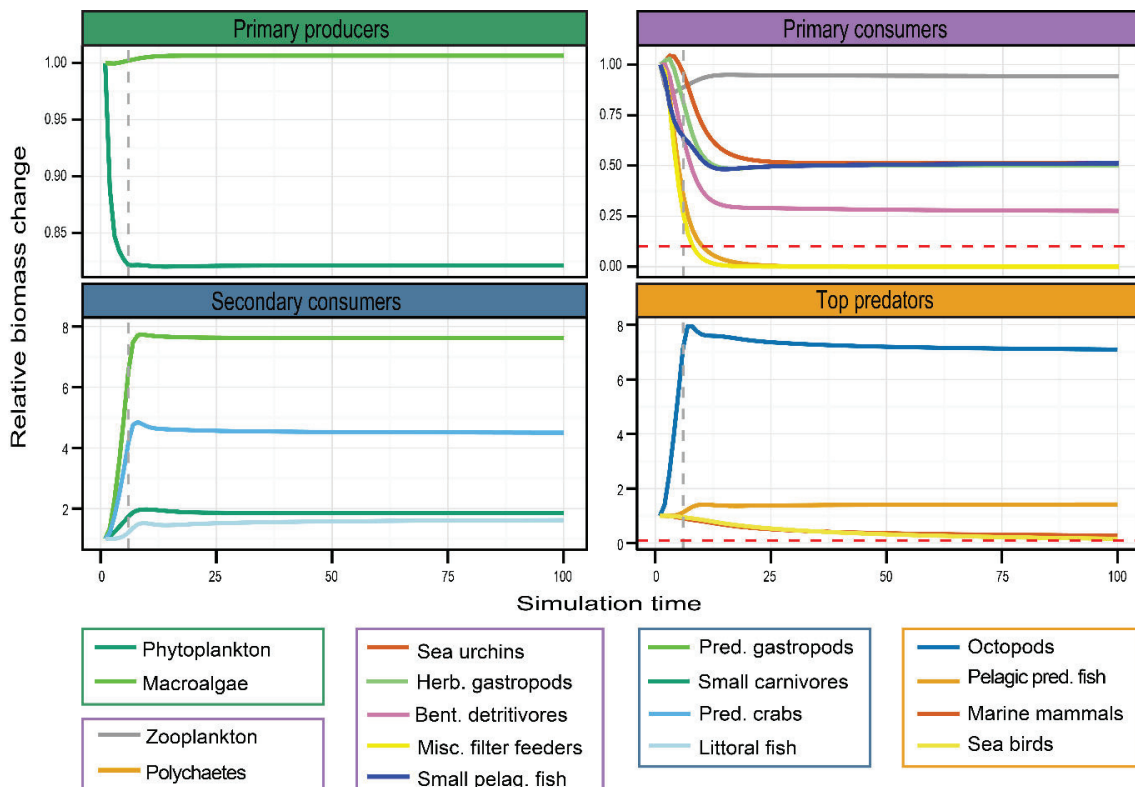 Primary producers
Primary consumers
1.00
0.95
0.90
0.85
1.00
0.75
0.50
0.25
0.00
Relative biomass change
Secondary consumers
Top predators
8
6
4
2
8
6
4
2
0
0
25
50
75
100
0
25
50
75
100
Simulation time
Phytoplankton
Macroalgae
Zooplankton
Polychaetes
Sea urchins
Herb. gastropods
Bent. detritivores
Misc. filter feeders
Small pelag. fish
Pred. gastropods
Small carnivores
Pred. crabs
Littoral fish
Octopods
Pelagic pred. fish
Marine mammals
Sea birds